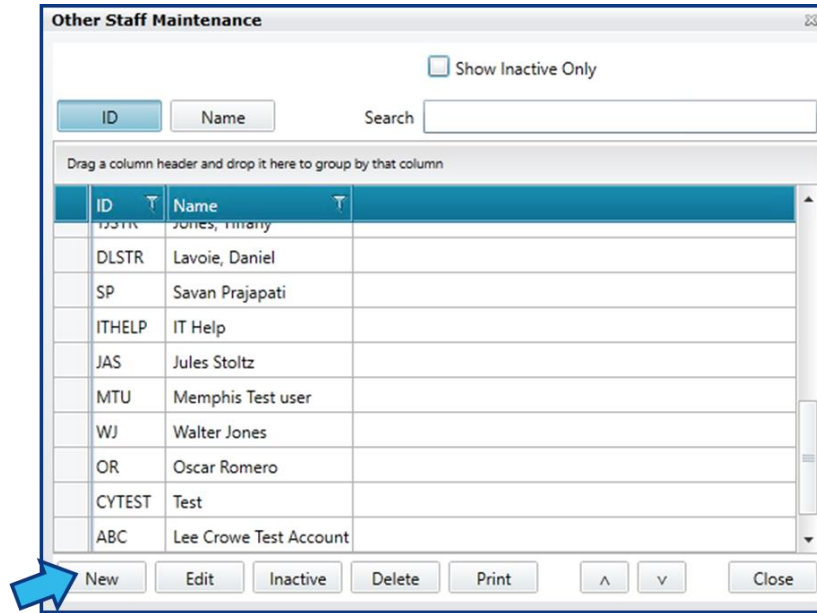 Other Staff Maintenance
Show Inactive Only
ID Name Search
Drag a column header and drop it here to group by that column
ID Name
Jones, Tiffany
DLSTR Lavoie, Daniel
SP Savan Prajapati
ITHELP IT Help
JAS Jules Stoltz
MTU Memphis Test user
WJ Walter Jones
OR Oscar Romero
CYTEST Test
ABC Lee Crowe Test Account
New Edit Inactive Delete Print Close